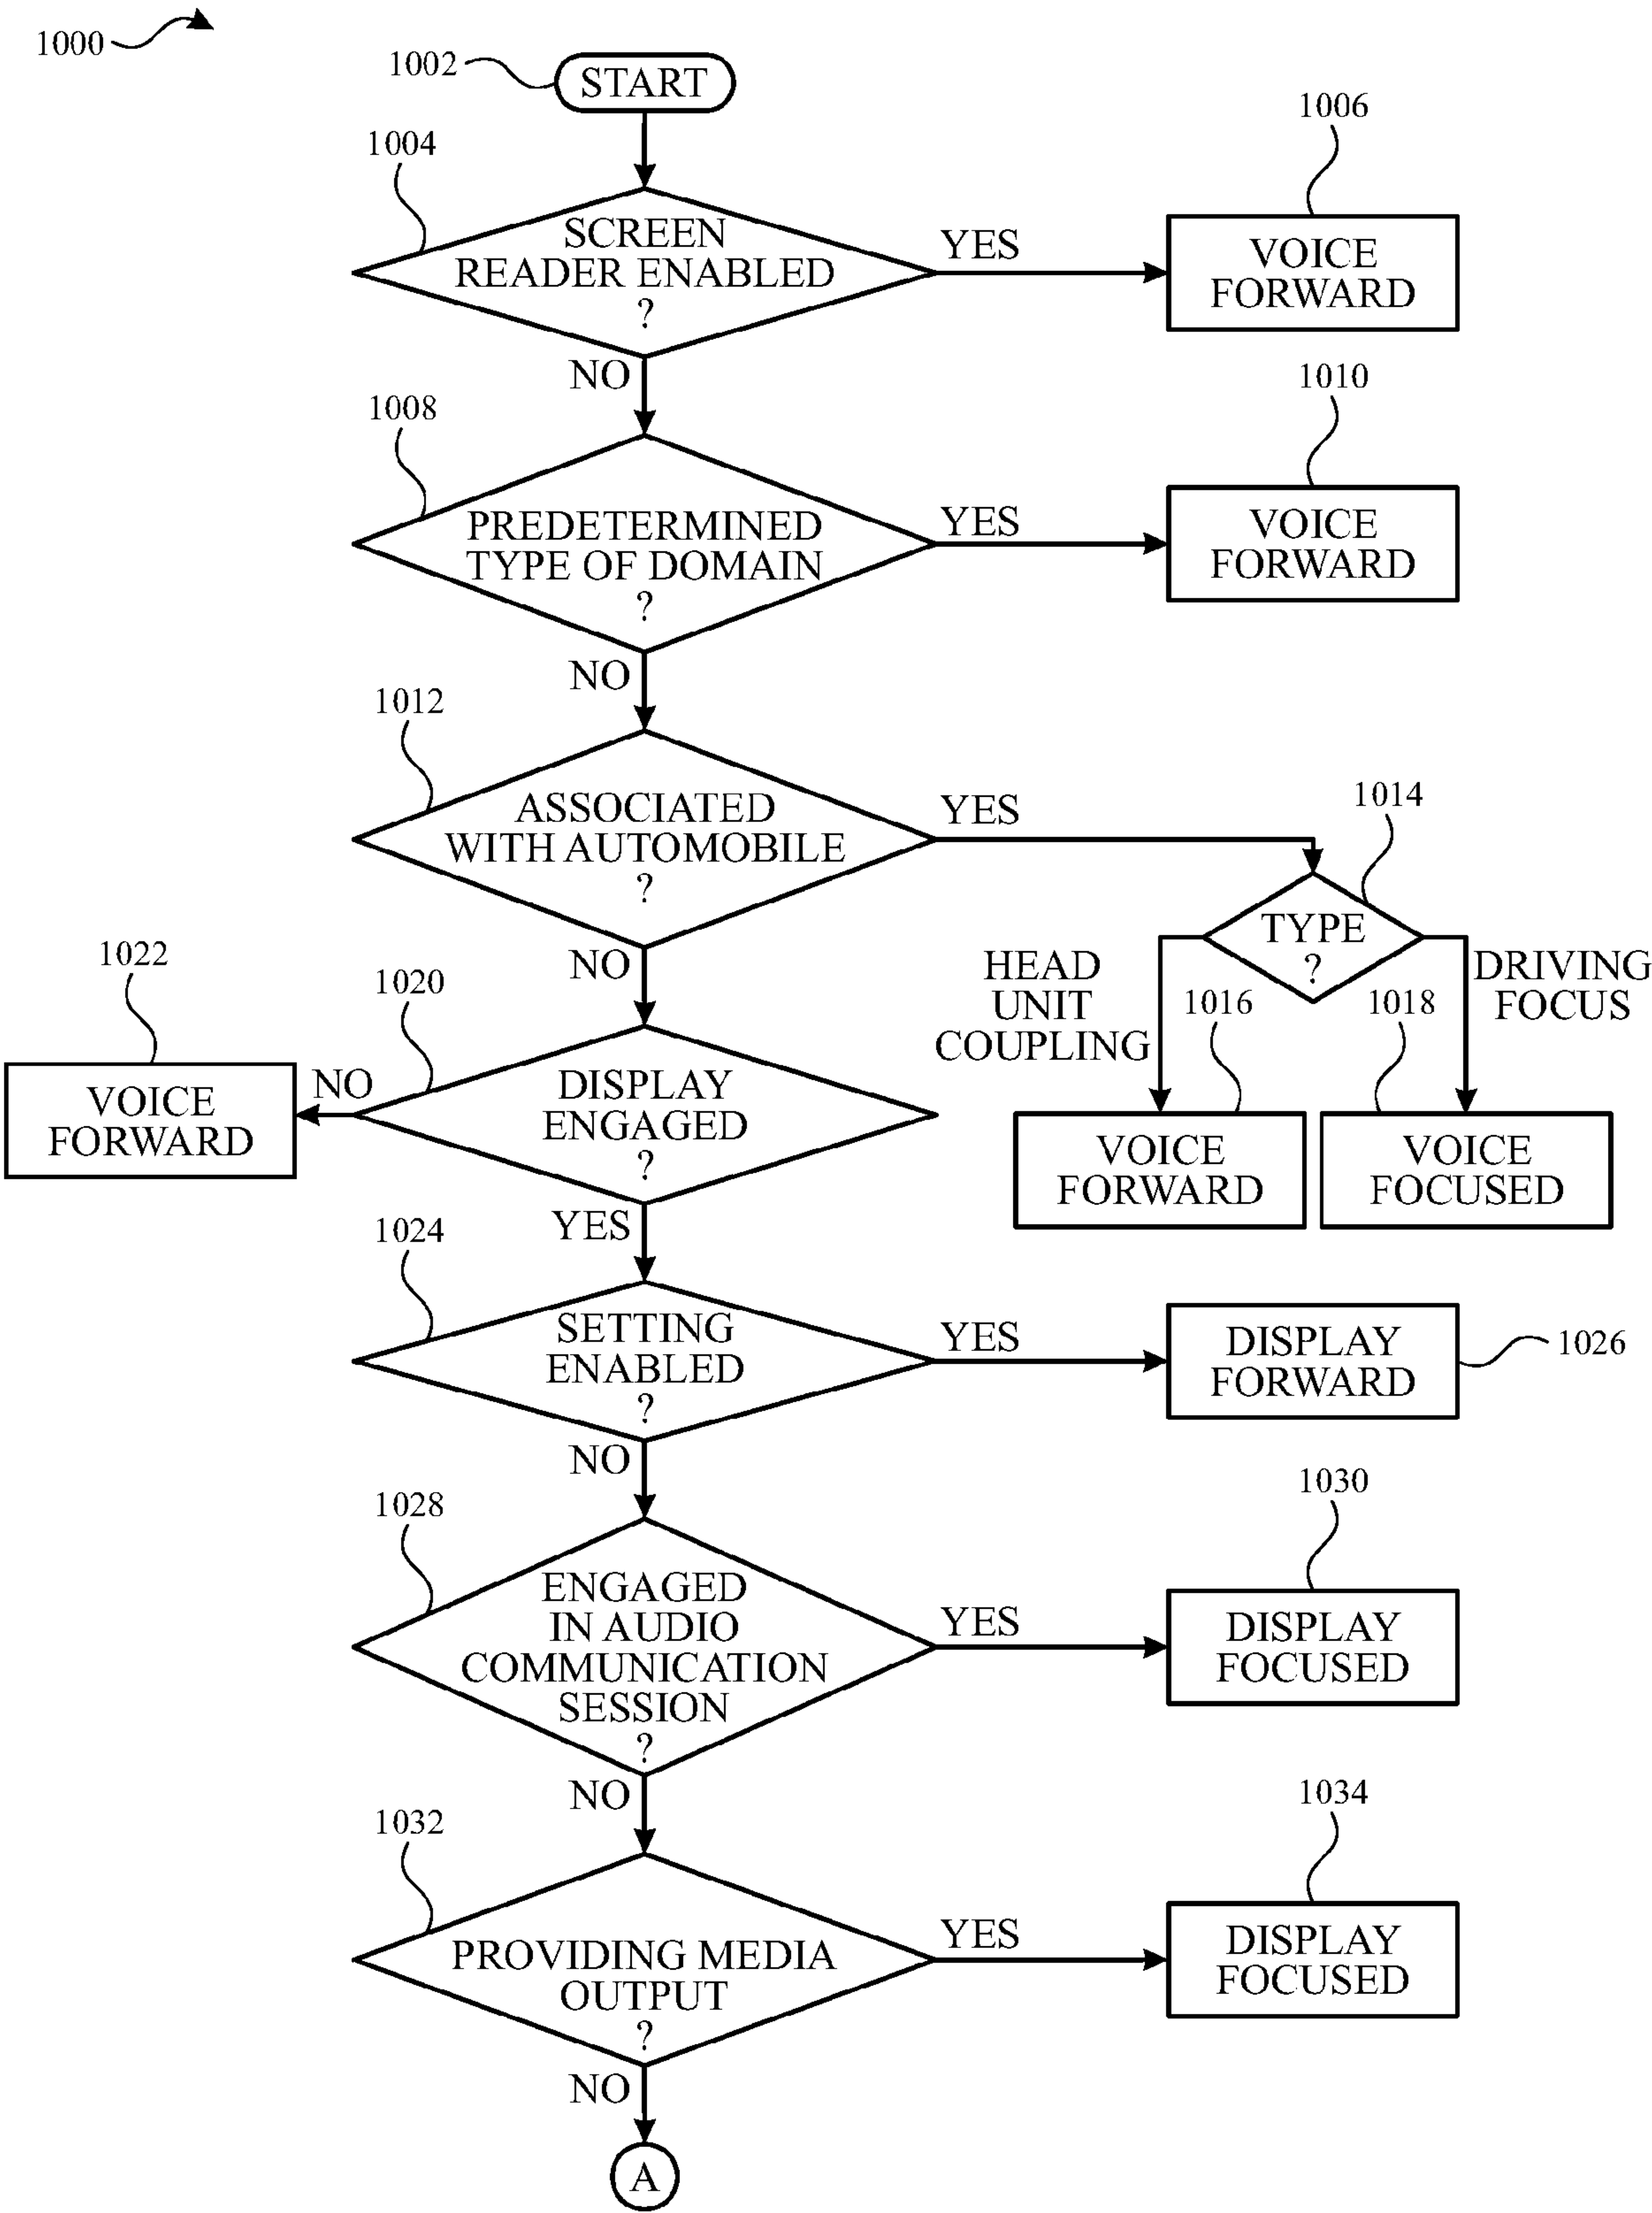 1000
1002
START
1004
SCREEN
READER ENABLED
?
YES
1006
VOICE
FORWARD
NO
1008
PREDETERMINED
TYPE OF DOMAIN
?
YES
1010
VOICE
FORWARD
NO
1012
ASSOCIATED
WITH AUTOMOBILE
?
YES
1014
TYPE
?
HEAD
UNIT
COUPLING
1016
VOICE
FORWARD
DRIVING
FOCUS
1018
VOICE
FOCUSED
NO
1020
DISPLAY
ENGAGED
?
NO
1022
VOICE
FORWARD
YES
1024
SETTING
ENABLED
?
YES
DISPLAY
FORWARD
1026
NO
1028
ENGAGED
IN AUDIO
COMMUNICATION
SESSION
?
YES
1030
DISPLAY
FOCUSED
NO
1032
PROVIDING MEDIA
OUTPUT
?
YES
1034
DISPLAY
FOCUSED
NO
A